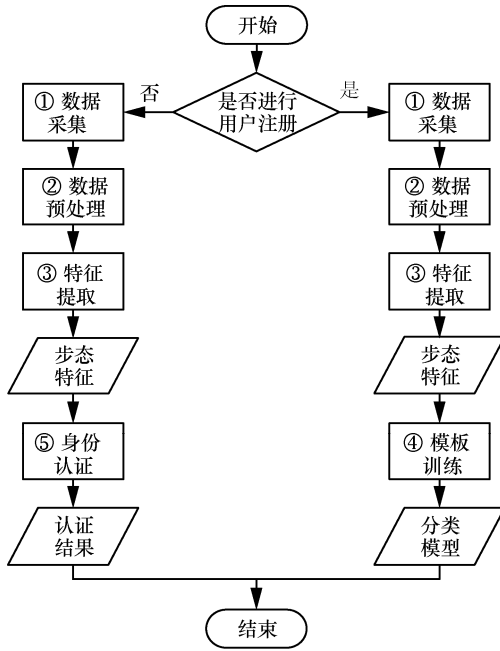 开始
是否进行
用户注册
否
是
① 数据
采集
② 数据
预处理
③ 特征
提取
步态
特征
⑤ 身份
认证
认证
结果
① 数据
采集
② 数据
预处理
③ 特征
提取
步态
特征
④ 模板
训练
分类
模型
结束